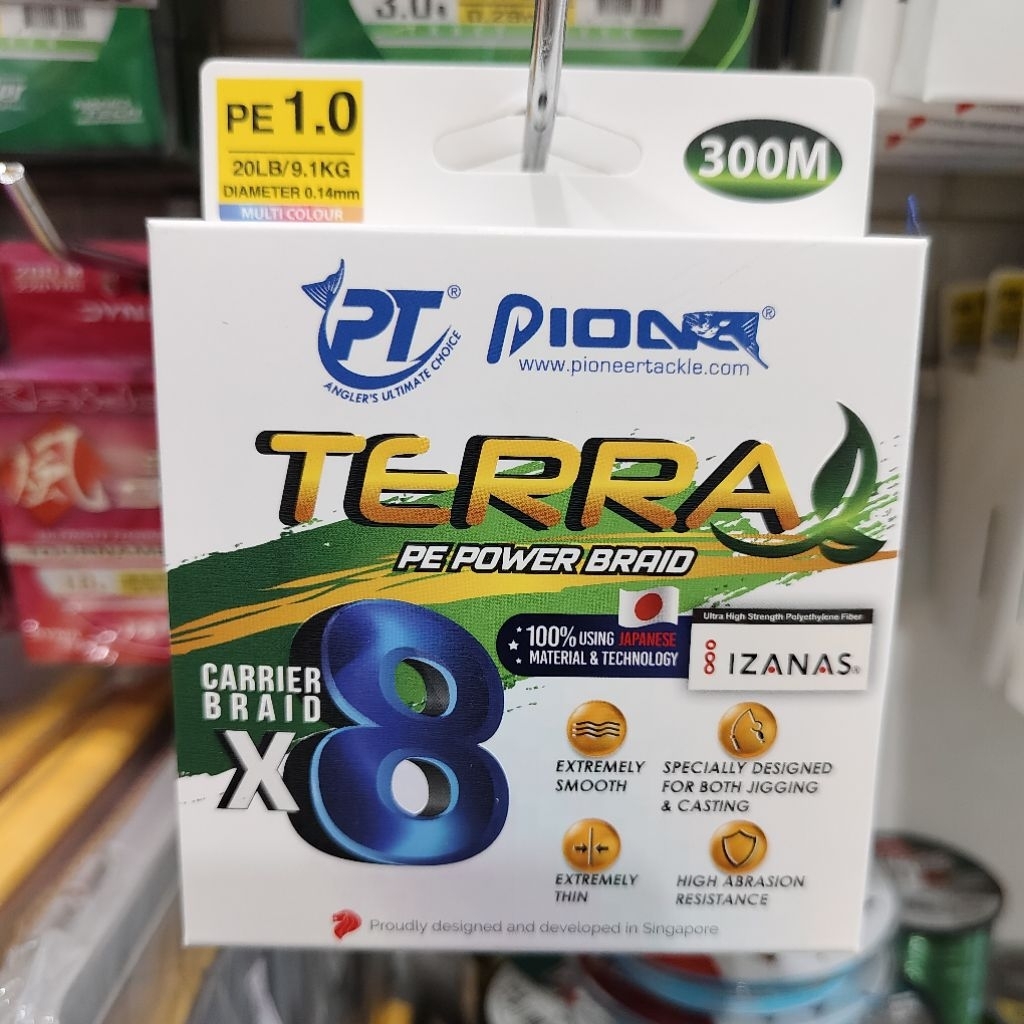 3.0
PE 1.0
20LB/9.1KG
DIAMETER 0.14mm
MULTI COLOUR
300M
PT®
ANGLER'S ULTIMATE CHOICE
PIONEER®
www.pioneertackle.com
TERRA
PE POWER BRAID
100% USING JAPANESE
MATERIAL & TECHNOLOGY
Ultra High Strength Polyethylene Fiber
IZANAS®
CARRIER
BRAID
X8
EXTREMELY
SMOOTH
SPECIALLY DESIGNED
FOR BOTH JIGGING
& CASTING
EXTREMELY
THIN
HIGH ABRASION
RESISTANCE
Proudly designed and developed in Singapore
風